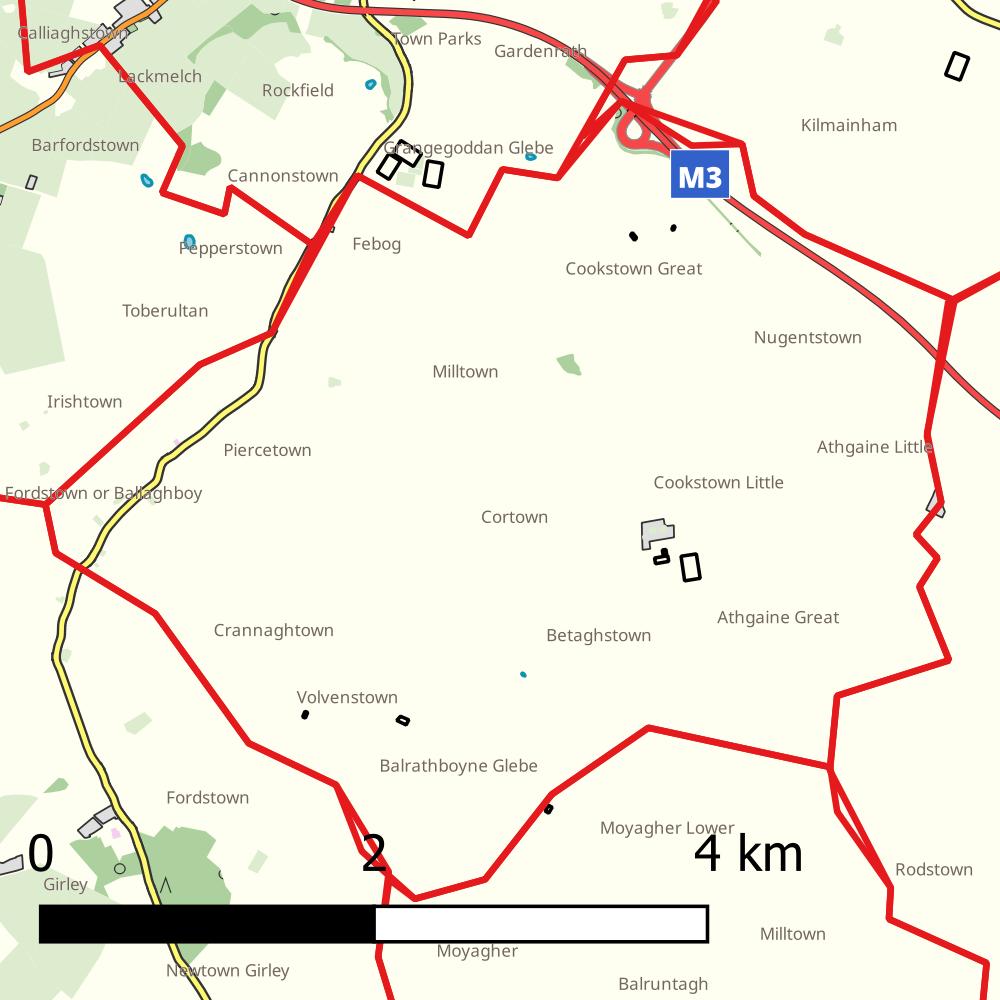 Calliaghstown
Town Parks
Gardenrath
Lackmelch
Rockfield
Kilmainham
Barfordstown
Grangegoddan Glebe
Cannonstown
M3
Febog
Pepperstown
Cookstown Great
Toberultan
Nugentstown
Milltown
Irishtown
Athgaine Little
Piercetown
Cookstown Little
Fordstown or Ballaghboy
Cortown
Athgaine Great
Crannaghtown
Betaghstown
Volvenstown
Balrathboyne Glebe
Fordstown
Moyagher Lower
0 2 4 km
Rodstown
Girley
Milltown
Moyagher
Newtown Girley
Balruntagh